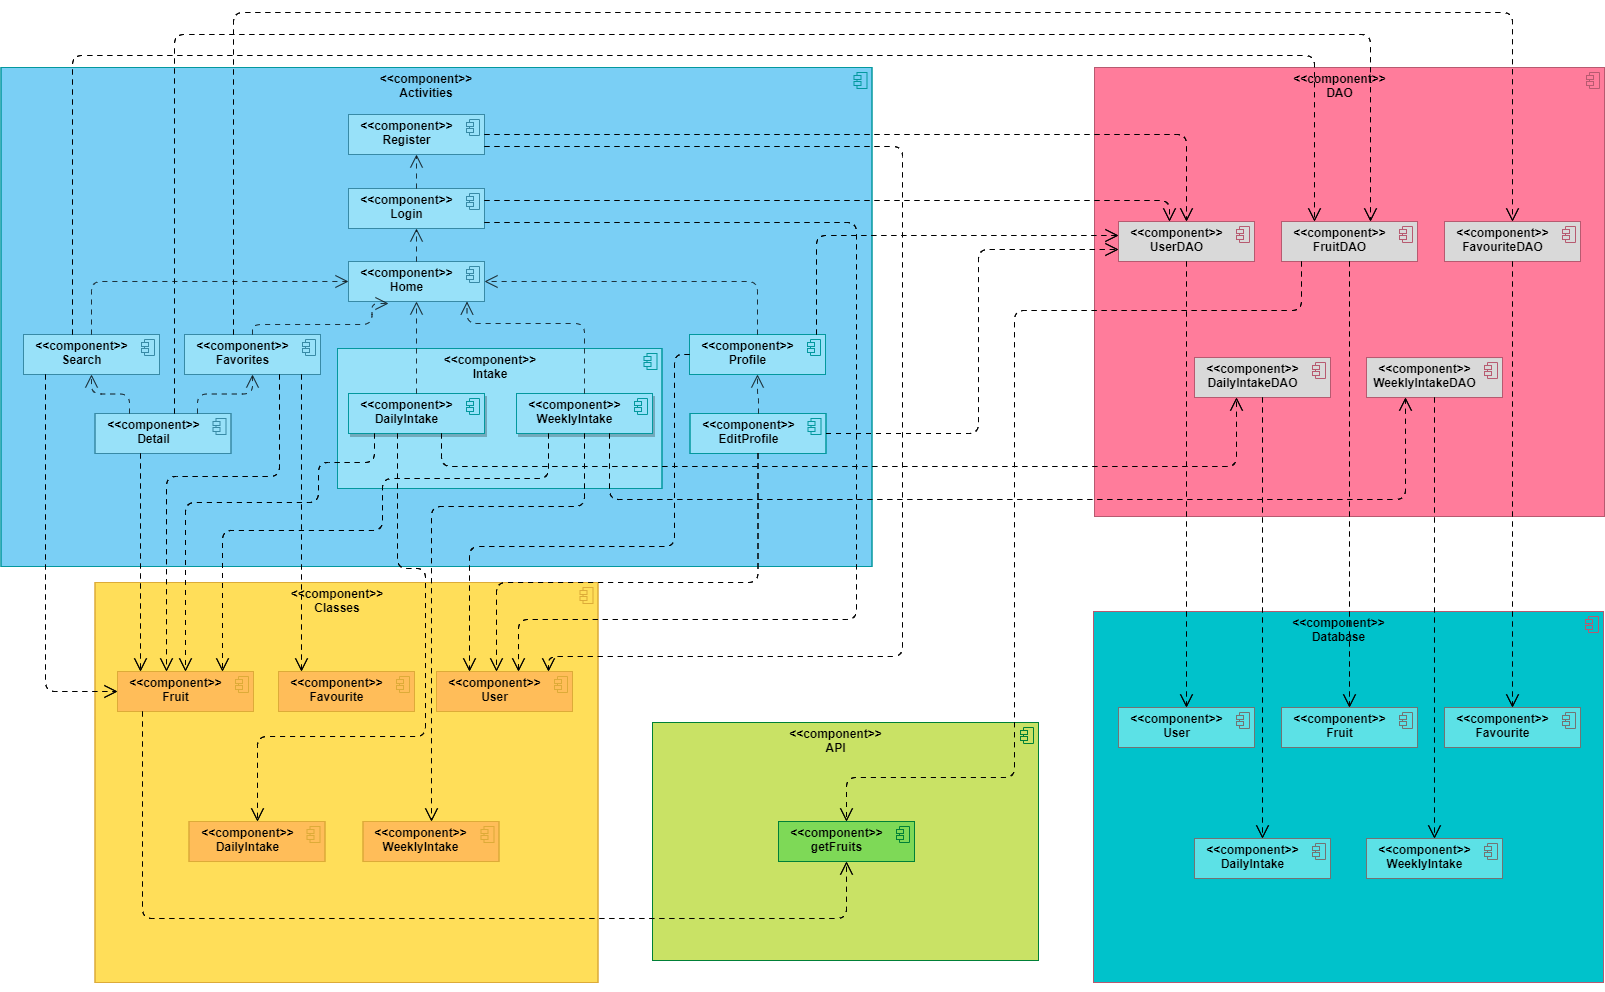 <<component>>
Activities
<<component>>
Register
<<component>>
Login
<<component>>
Home
<<component>>
Search
<<component>>
Favorites
<<component>>
Intake
<<component>>
DailyIntake
<<component>>
WeeklyIntake
<<component>>
Profile
<<component>>
Detail
<<component>>
EditProfile
<<component>>
DAO
<<component>>
UserDAO
<<component>>
FruitDAO
<<component>>
FavouriteDAO
<<component>>
DailyIntakeDAO
<<component>>
WeeklyIntakeDAO
<<component>>
Classes
<<component>>
Fruit
<<component>>
Favourite
<<component>>
User
<<component>>
DailyIntake
<<component>>
WeeklyIntake
<<component>>
API
<<component>>
getFruits
<<component>>
Database
<<component>>
User
<<component>>
Fruit
<<component>>
Favourite
<<component>>
DailyIntake
<<component>>
WeeklyIntake